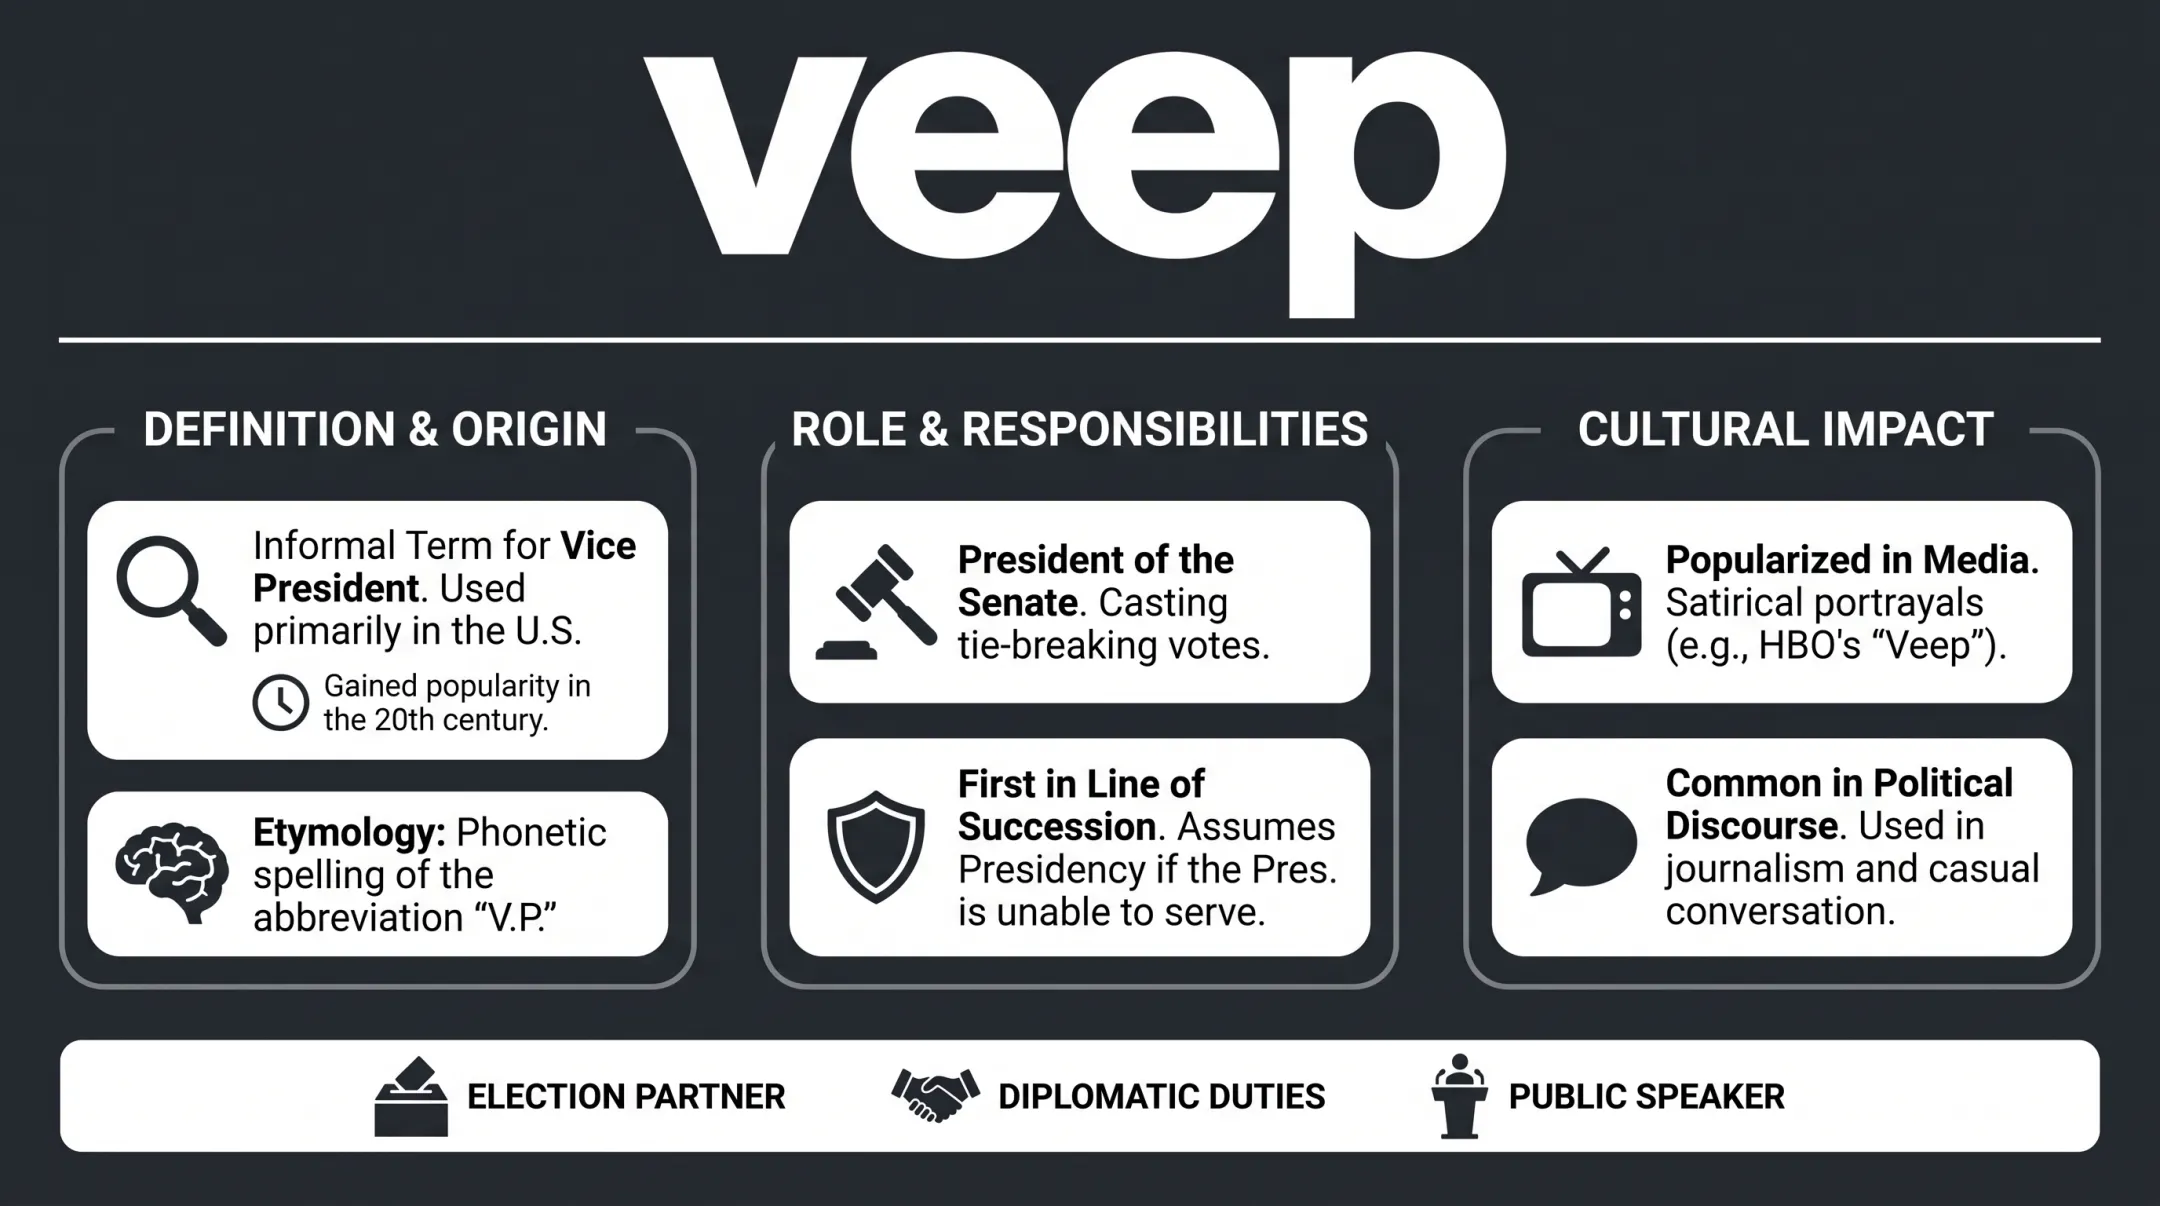 veep
DEFINITION & ORIGIN
Informal Term for Vice
President. Used
primarily in the U.S.
Gained popularity in
the 20th century.
Etymology: Phonetic
spelling of the
abbreviation “V.P.”
ROLE & RESPONSIBILITIES
President of the
Senate. Casting
tie-breaking votes.
First in Line of
Succession. Assumes
Presidency if the Pres.
is unable to serve.
CULTURAL IMPACT
Popularized in Media.
Satirical portrayals
(e.g., HBO's “Veep”).
Common in Political
Discourse. Used in
journalism and casual
conversation.
ELECTION PARTNER
DIPLOMATIC DUTIES
PUBLIC SPEAKER